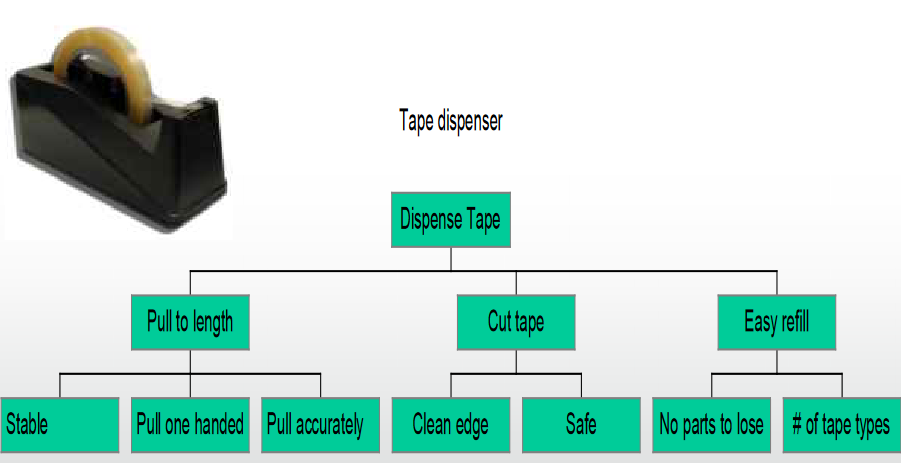 Tape dispenser
Dispense Tape
Pull to length
Cut tape
Easy refill
Stable
Pull one handed
Pull accurately
Clean edge
Safe
No parts to lose
# of tape types